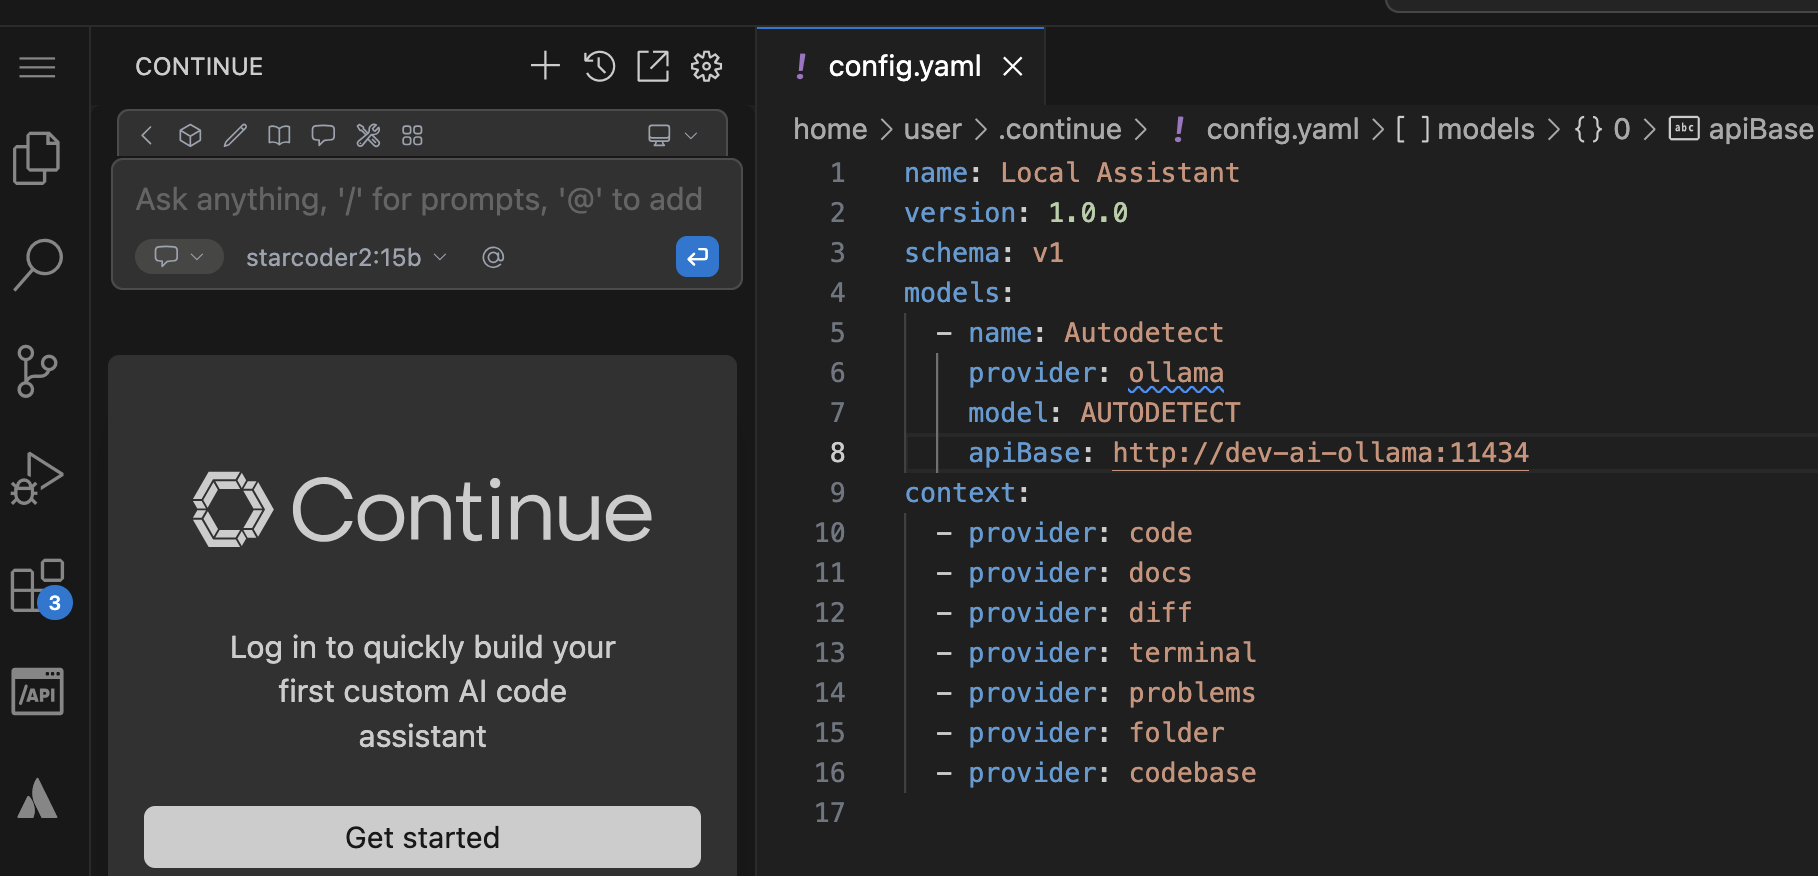 CONTINUE
Ask anything, '/' for prompts, '@' to add
starcoder2:15b
@
3
/API
Continue
Log in to quickly build your
first custom AI code
assistant
Get started
! config.yaml
home > user > .continue > ! config.yaml > [ ] models > {} 0 > abc apiBase
1 name: Local Assistant
2 version: 1.0.0
3 schema: v1
4 models:
5 - name: Autodetect
6 provider: ollama
7 model: AUTODETECT
8 apiBase: http://dev-ai-ollama:11434
9 context:
10 - provider: code
11 - provider: docs
12 - provider: diff
13 - provider: terminal
14 - provider: problems
15 - provider: folder
16 - provider: codebase
17